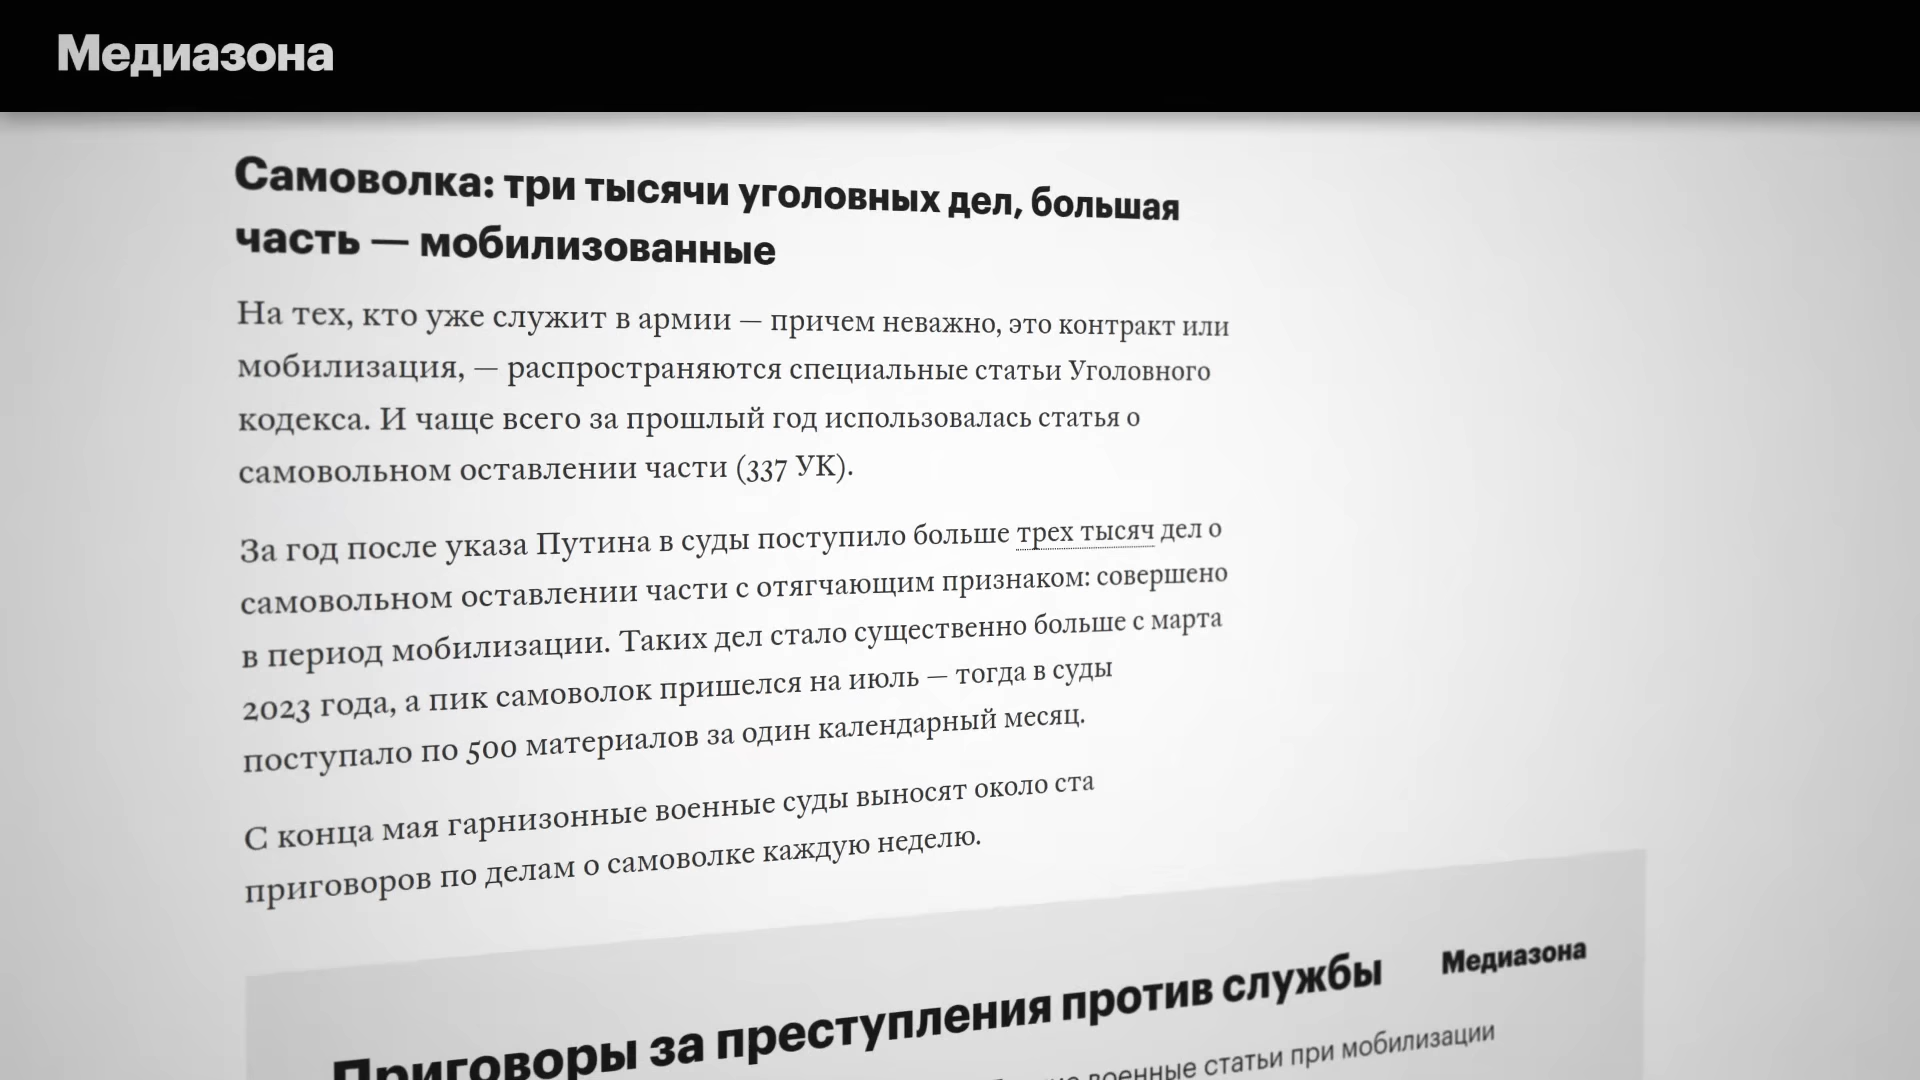 Медиазона
Самоволка: три тысячи уголовных дел, большая
часть — мобилизованные
На тех, кто уже служит в армии — причем неважно, это контракт или
мобилизация, — распространяются специальные статьи Уголовного
кодекса. И чаще всего за прошлый год использовалась статья о
самовольном оставлении части (337 УК).
За год после указа Путина в суды поступило больше трех тысяч дел о
самовольном оставлении части с отягчающим признаком: совершено
в период мобилизации. Таких дел стало существенно больше с марта
2023 года, а пик самоволок пришелся на июль — тогда в суды
поступало по 500 материалов за один календарный месяц.
С конца мая гарнизонные военные суды выносят около ста
приговоров по делам о самоволке каждую неделю.
Приговоры за преступления против службы
Медиазона
военные статьи при мобилизации